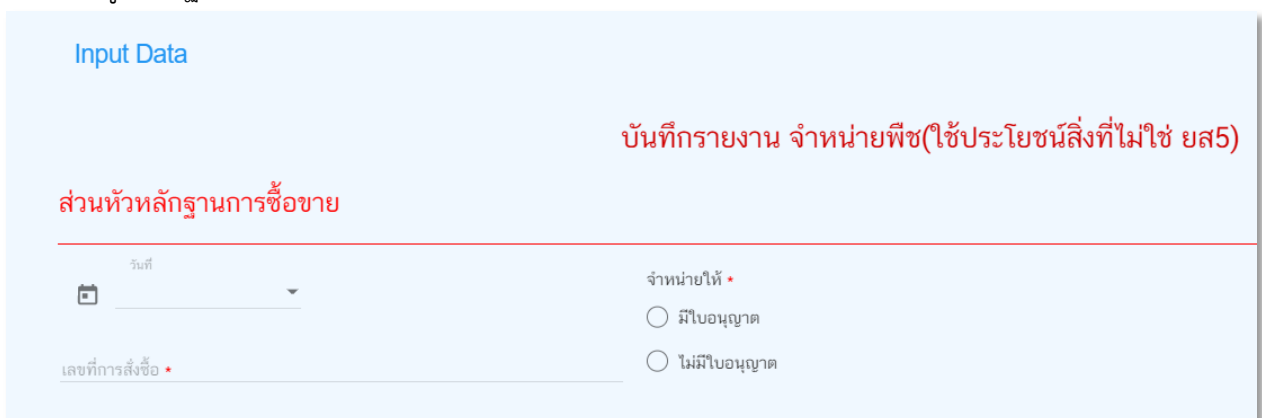 Input Data
บันทึกรายงาน จำหน่ายพืช(ใช้ประโยชน์สิ่งที่ไม่ใช่ ยส5)
ส่วนหัวหลักฐานการซื้อขาย
วันที่
จำหน่ายให้ *
มีใบอนุญาต
เลขที่การสั่งซื้อ *
ไม่มีใบอนุญาต